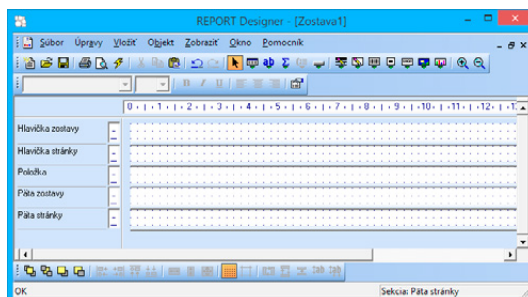 REPORT Designer - [Zostava1]
Súbor Úpravy Vložiť Objekt Zobraziť Okno Pomocník
ab Σ
B I U
0 1 2 3 4 5 6 7 8 9 10 11 12
Hlavička zostavy
Hlavička stránky
Položka
Päta zostavy
Päta stránky
OK Sekcia: Päta stránky